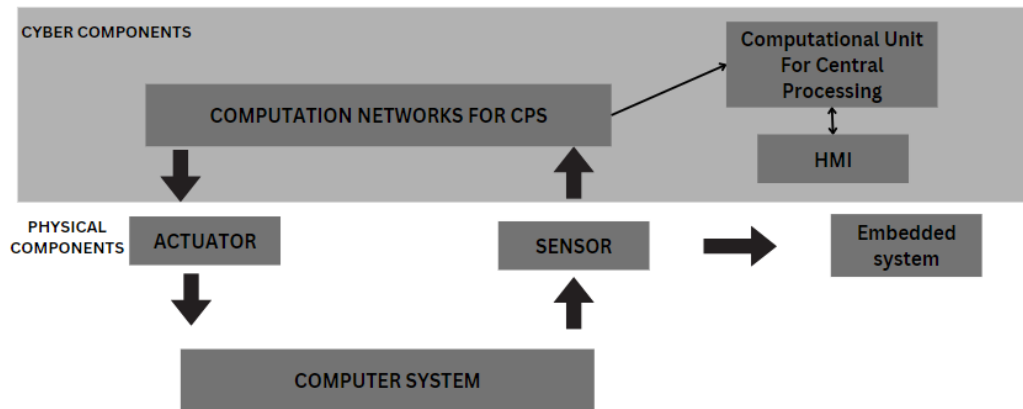 CYBER COMPONENTS
Computational Unit
For Central
Processing
COMPUTATION NETWORKS FOR CPS
HMI
PHYSICAL
COMPONENTS
ACTUATOR
SENSOR
Embedded
system
COMPUTER SYSTEM